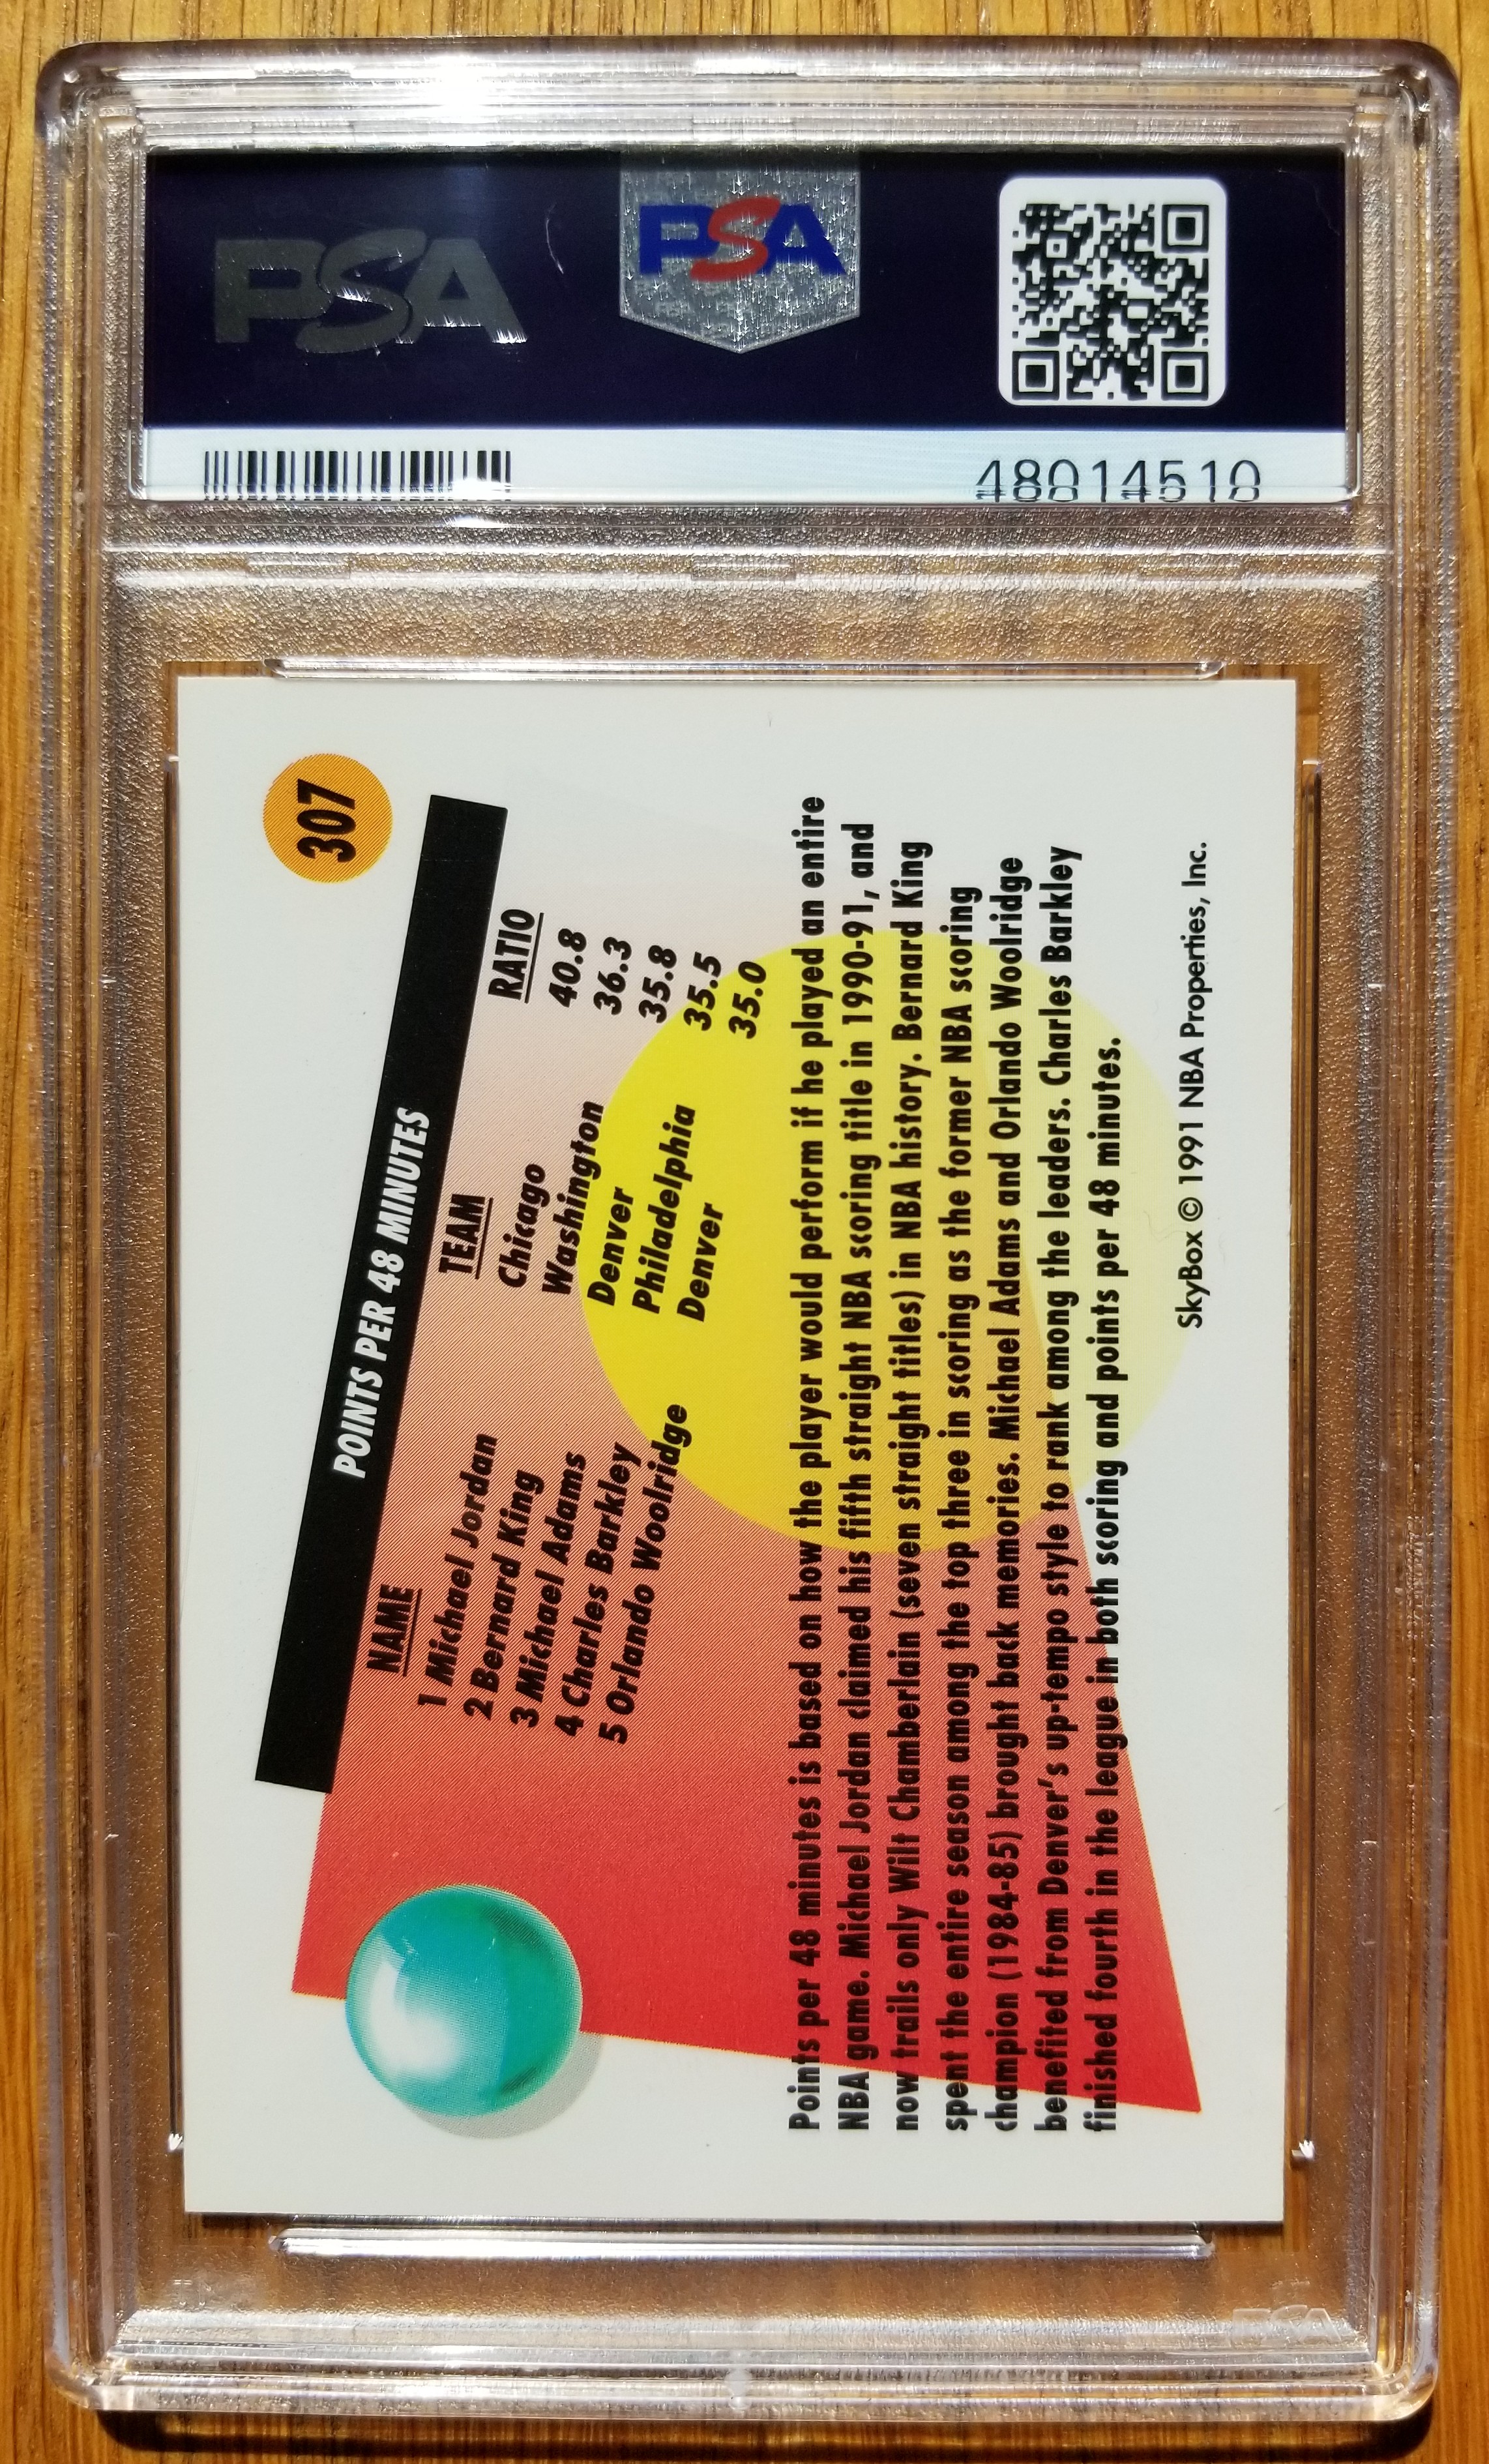 PSA
PSA
48014510
307
POINTS PER 48 MINUTES
NAME TEAM RATIO
1 Michael Jordan Chicago 40.8
2 Bernard King Washington 36.3
3 Michael Adams Denver 35.8
4 Charles Barkley Philadelphia 35.5
5 Orlando Woolridge Denver 35.0
Points per 48 minutes is based on how the player would perform if he played an entire
NBA game. Michael Jordan claimed his fifth straight NBA scoring title in 1990-91, and
now trails only Wilt Chamberlain (seven straight titles) in NBA history. Bernard King
spent the entire season among the top three in scoring as the former NBA scoring
champion (1984-85) brought back memories. Michael Adams and Orlando Woolridge
benefited from Denver's up-tempo style to rank among the leaders. Charles Barkley
finished fourth in the league in both scoring and points per 48 minutes.
SkyBox © 1991 NBA Properties, Inc.
PSA